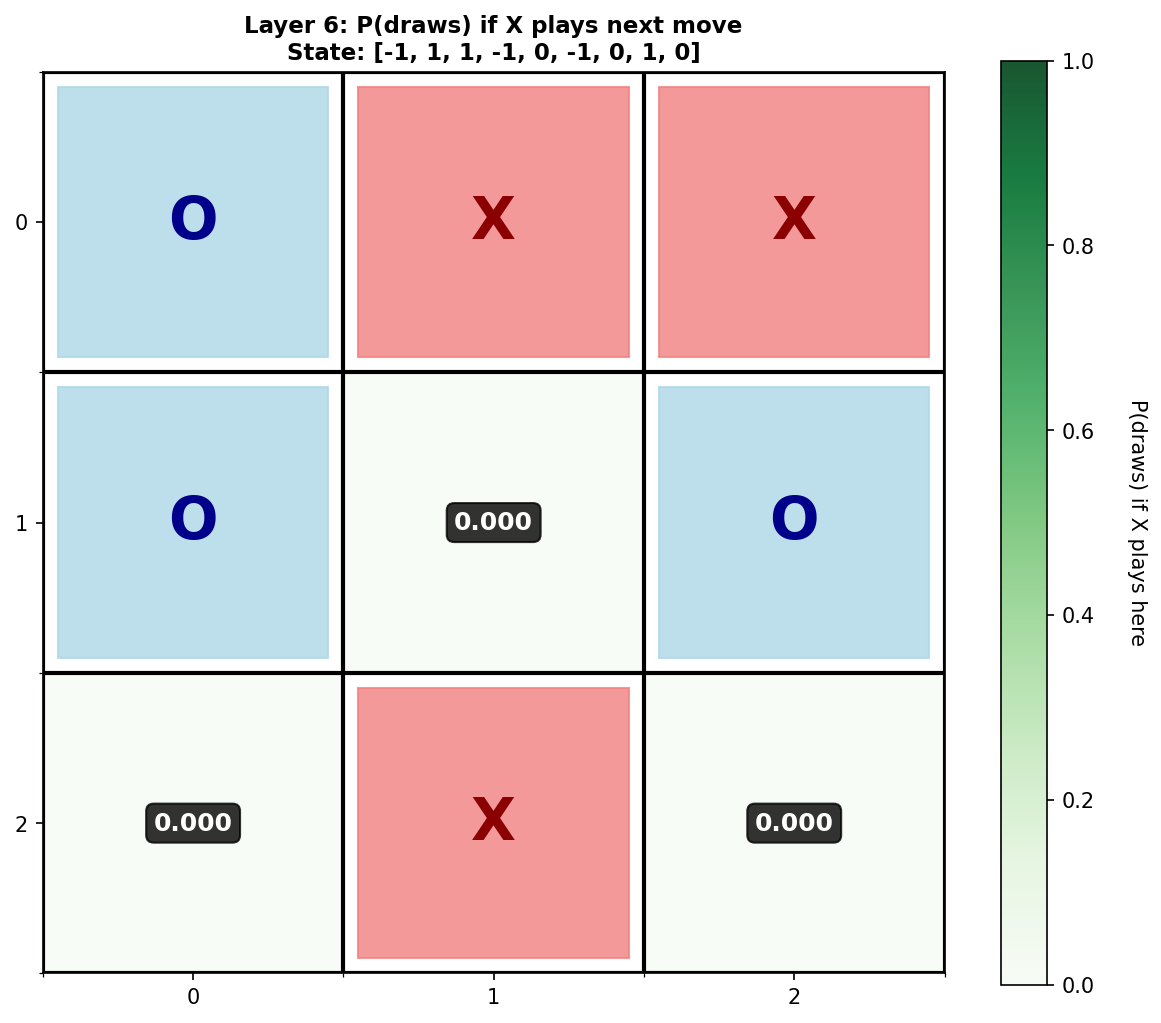 Layer 6: P(draws) if X plays next move
State: [-1, 1, 1, -1, 0, -1, 0, 1, 0]
0
O
X
X
1
O
0.000
O
2
0.000
X
0.000
0
1
2
1.0
0.8
0.6
0.4
0.2
0.0
P(draws) if X plays here